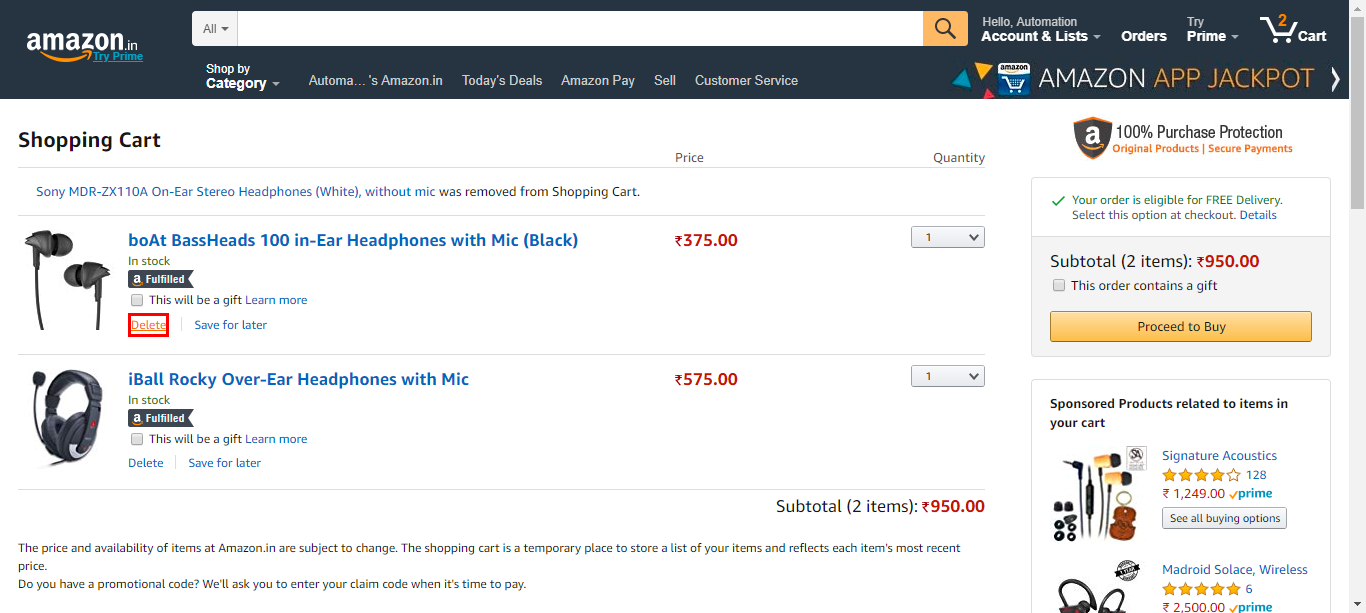 amazon.in
Try Prime
All
Hello, Automation
Account & Lists
Orders
Try
Prime
2
Cart
Shop by
Category
Automa... 's Amazon.in
Today's Deals
Amazon Pay
Sell
Customer Service
amazon
AMAZON APP JACKPOT
Shopping Cart
Price
Quantity
Sony MDR-ZX110A On-Ear Stereo Headphones (White), without mic was removed from Shopping Cart.
boAt BassHeads 100 in-Ear Headphones with Mic (Black)
₹375.00
1
In stock
a Fulfilled
This will be a gift Learn more
Delete
Save for later
iBall Rocky Over-Ear Headphones with Mic
₹575.00
1
In stock
a Fulfilled
This will be a gift Learn more
Delete
Save for later
Subtotal (2 items): ₹950.00
The price and availability of items at Amazon.in are subject to change. The shopping cart is a temporary place to store a list of your items and reflects each item's most recent
price.
Do you have a promotional code? We'll ask you to enter your claim code when it's time to pay.
a
100% Purchase Protection
Original Products | Secure Payments
Your order is eligible for FREE Delivery.
Select this option at checkout. Details
Subtotal (2 items): ₹950.00
This order contains a gift
Proceed to Buy
Sponsored Products related to items in
your cart
Signature Acoustics
128
₹ 1,249.00 prime
See all buying options
Madroid Solace, Wireless
6
₹ 2,500.00 prime